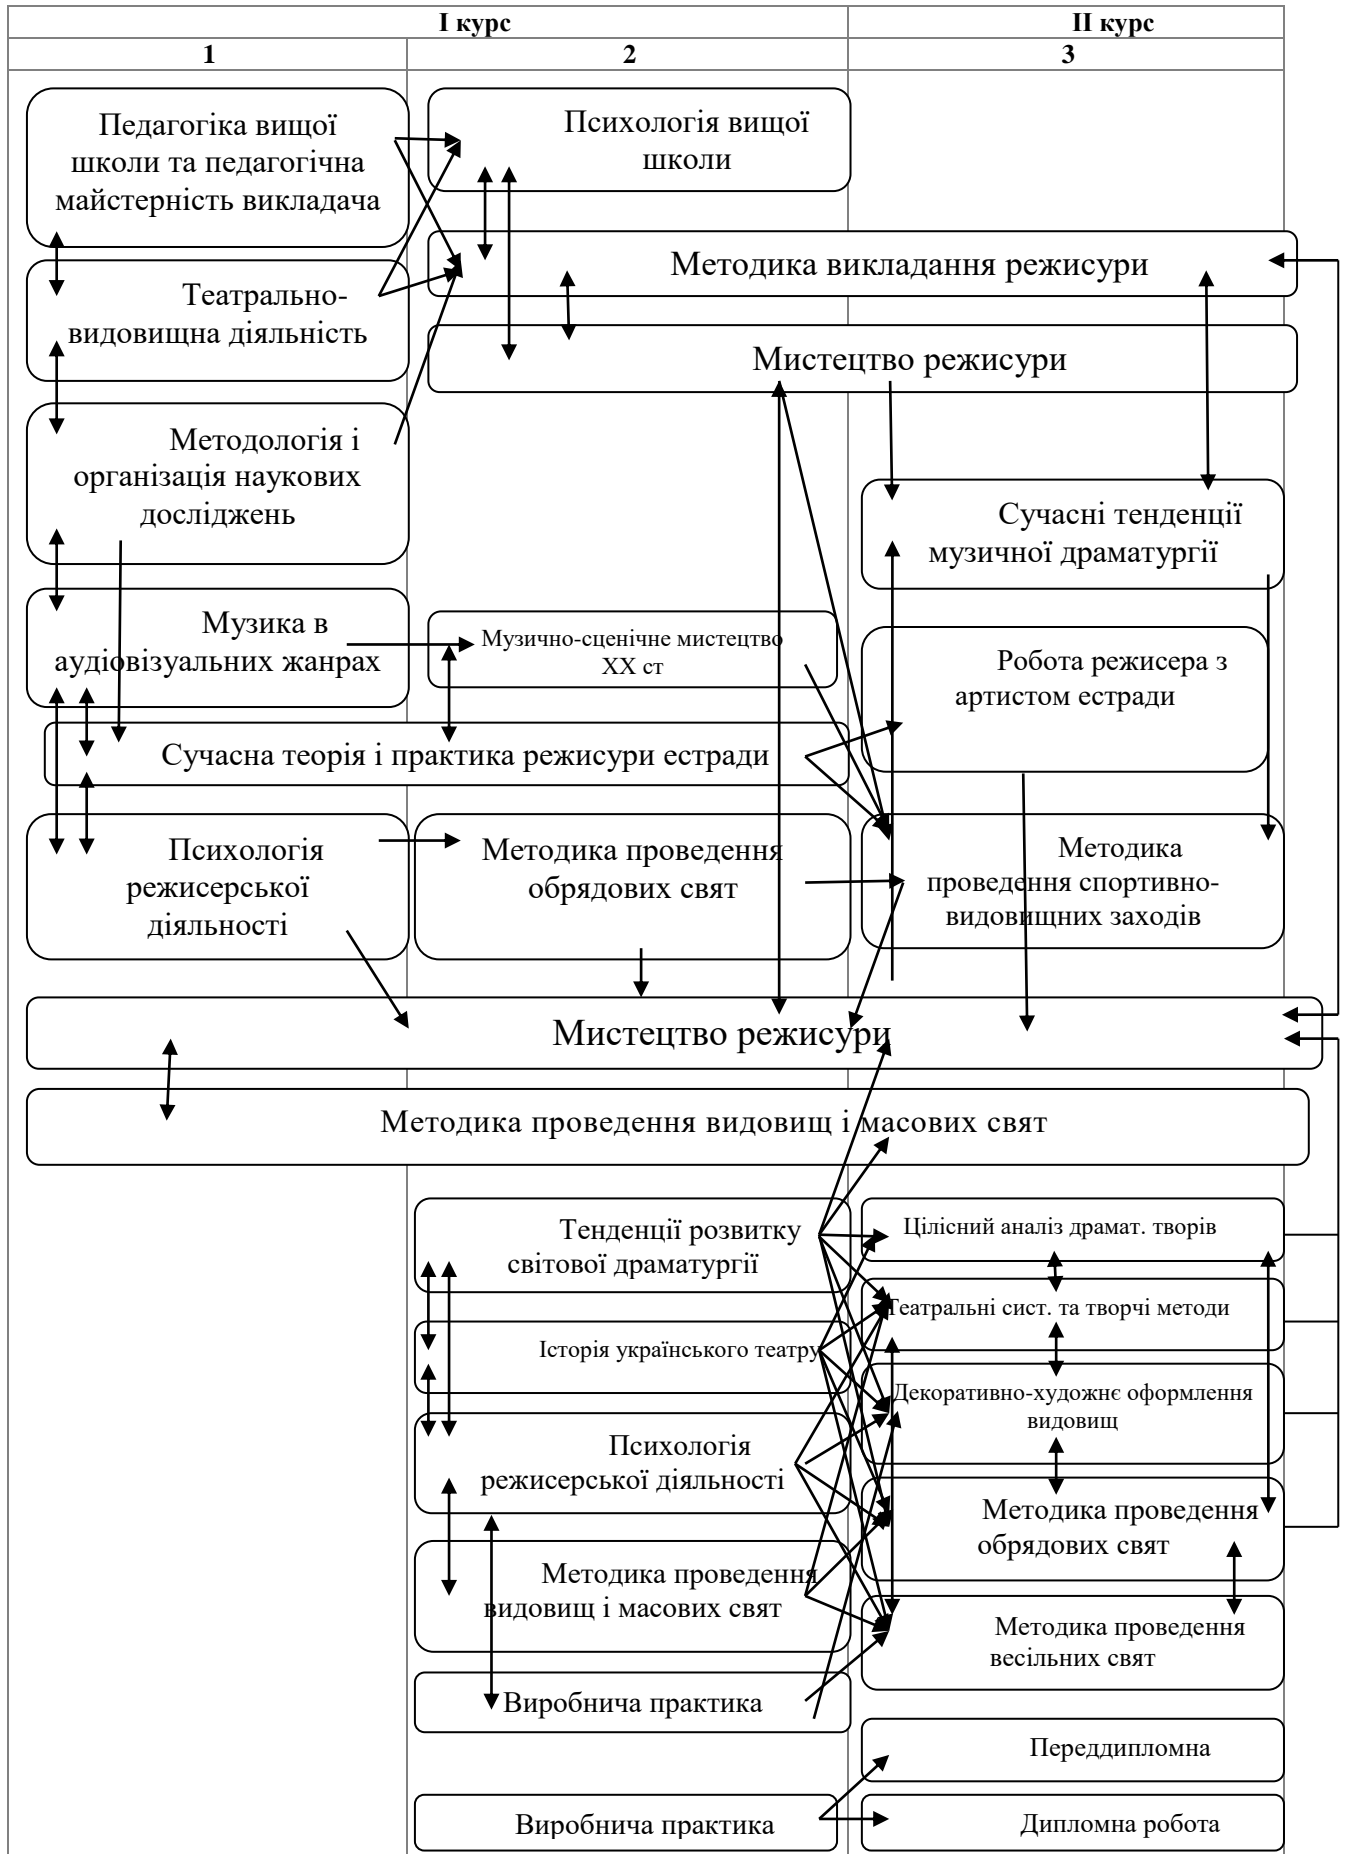 І курс
ІІ курс
1
2
3
Педагогіка вищої
школи та педагогічна
майстерність викладача
Психологія вищої
школи
Театрально-
видовищна діяльність
Методика викладання режисури
Мистецтво режисури
Методологія і
організація наукових
досліджень
Сучасні тенденції
музичної драматургії
Музика в
аудіовізуальних жанрах
Музично-сценічне мистецтво
ХХ ст
Робота режисера з
артистом естради
Сучасна теорія і практика режисури естради
Психологія
режисерської
діяльності
Методика проведення
обрядових свят
Методика
проведення спортивно-
видовищних заходів
Мистецтво режисури
Методика проведення видовищ і масових свят
Тенденції розвитку
світової драматургії
Цілісний аналіз драмат. творів
Театральні сист. та творчі методи
Історія українського театру
Декоративно-художнє оформлення
видовищ
Психологія
режисерської діяльності
Методика проведення
обрядових свят
Методика проведення
видовищ і масових свят
Методика проведення
весільних свят
Виробнича практика
Переддипломна
Виробнича практика
Дипломна робота